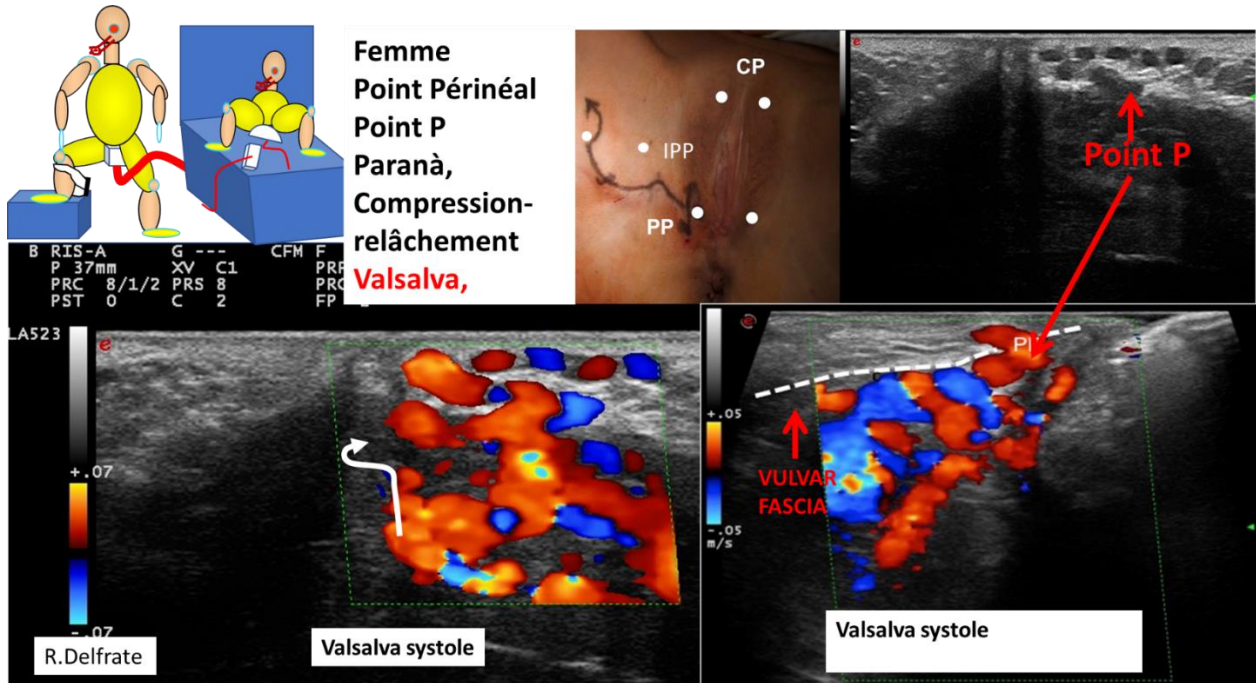 Femme
Point Périnéal
Point P
Paranà,
Compression-
relâchement
Valsalva,
CP
IPP
PP
e
Point P
B RIS-A G --- CFM F
P 37mm XV C1
PRC 8/1/2 PRS 8
PST 0 C 2 FP
LA523
e
+.07
-.07
R.Delfrate
Valsalva systole
e
+.05
-.05
m/s
VULVAR
FASCIA
Valsalva systole